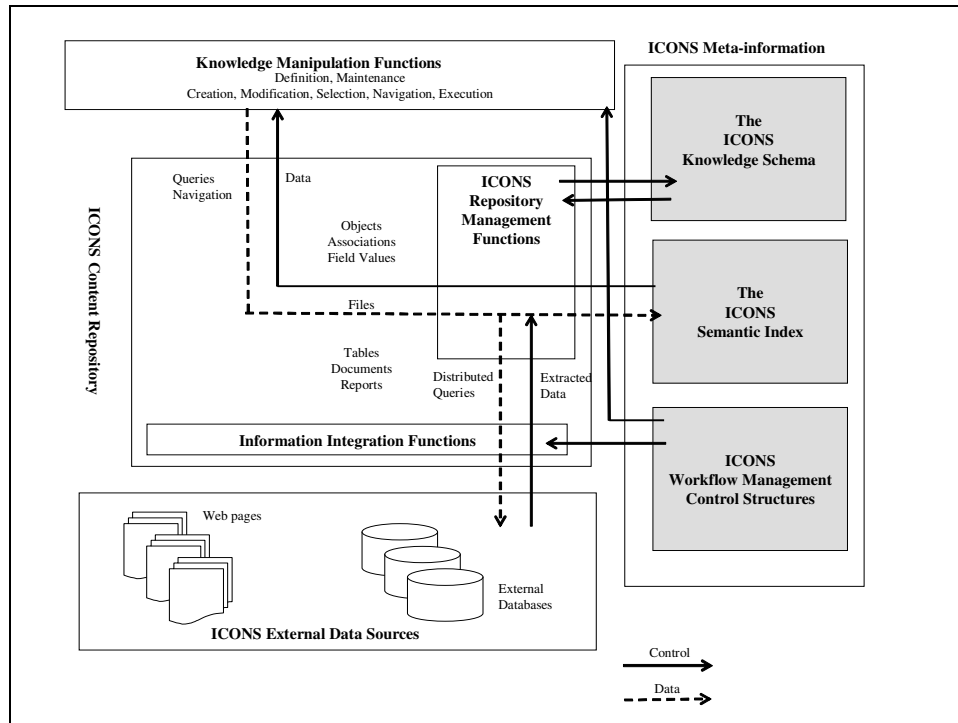 ICONS Meta-information
Knowledge Manipulation Functions
Definition, Maintenance
Creation, Modification, Selection, Navigation, Execution
The
ICONS
Knowledge Schema
Queries
Navigation
Data
ICONS
Repository
Management
Functions
ICONS Content Repository
Objects
Associations
Field Values
Files
The
ICONS
Semantic Index
Tables
Documents
Reports
Distributed
Queries
Extracted
Data
Information Integration Functions
ICONS
Workflow Management
Control Structures
Web pages
External
Databases
ICONS External Data Sources
Control
Data